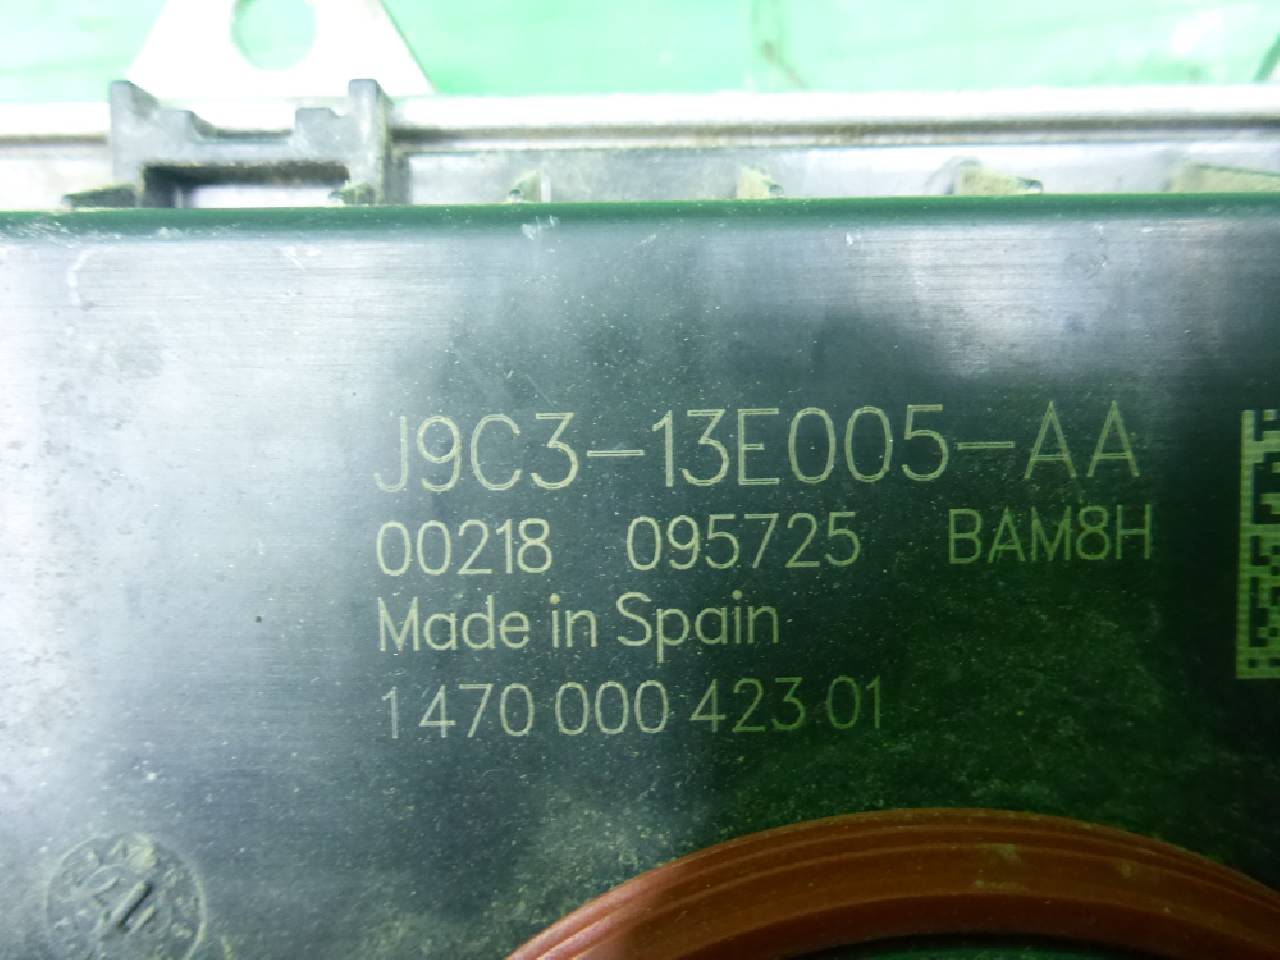 J9C3-13E005-AA
00218 095725 BAM8H
Made in Spain
1 470 000 423 01